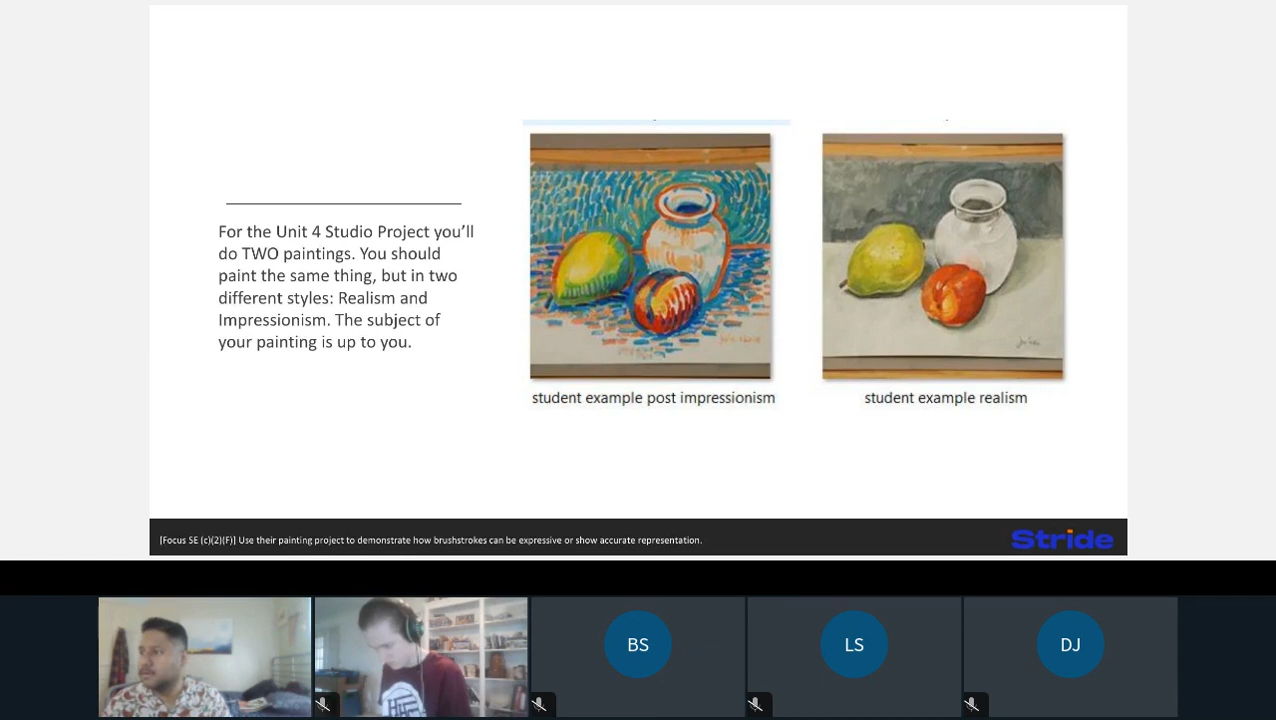 For the Unit 4 Studio Project you'll
do TWO paintings. You should
paint the same thing, but in two
different styles: Realism and
Impressionism. The subject of
your painting is up to you.
student example post impressionism
student example realism
[Focus SE (c)(2)(F)] Use their painting project to demonstrate how brushstrokes can be expressive or show accurate representation.
Stride
BS
LS
DJ